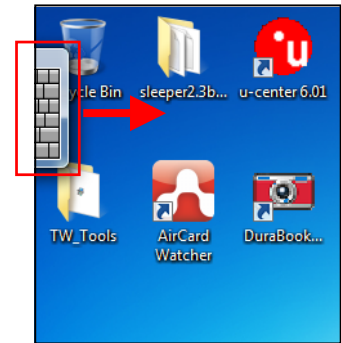 ycle Bin sleeper2.3b... u-center 6.01
TW_Tools AirCard Watcher DuraBook...